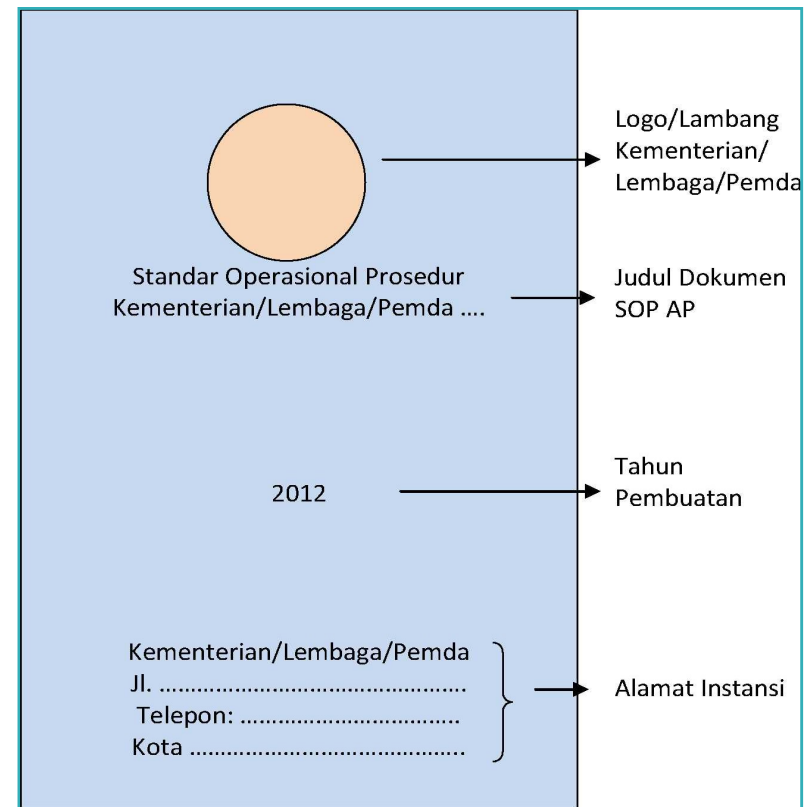 Logo/Lambang
Kementerian/
Lembaga/Pemda
Standar Operasional Prosedur
Kementerian/Lembaga/Pemda ....
Judul Dokumen
SOP AP
2012
Tahun
Pembuatan
Kementerian/Lembaga/Pemda
Jl. .................................................
Telepon: ...................................
Kota ............................................
Alamat Instansi